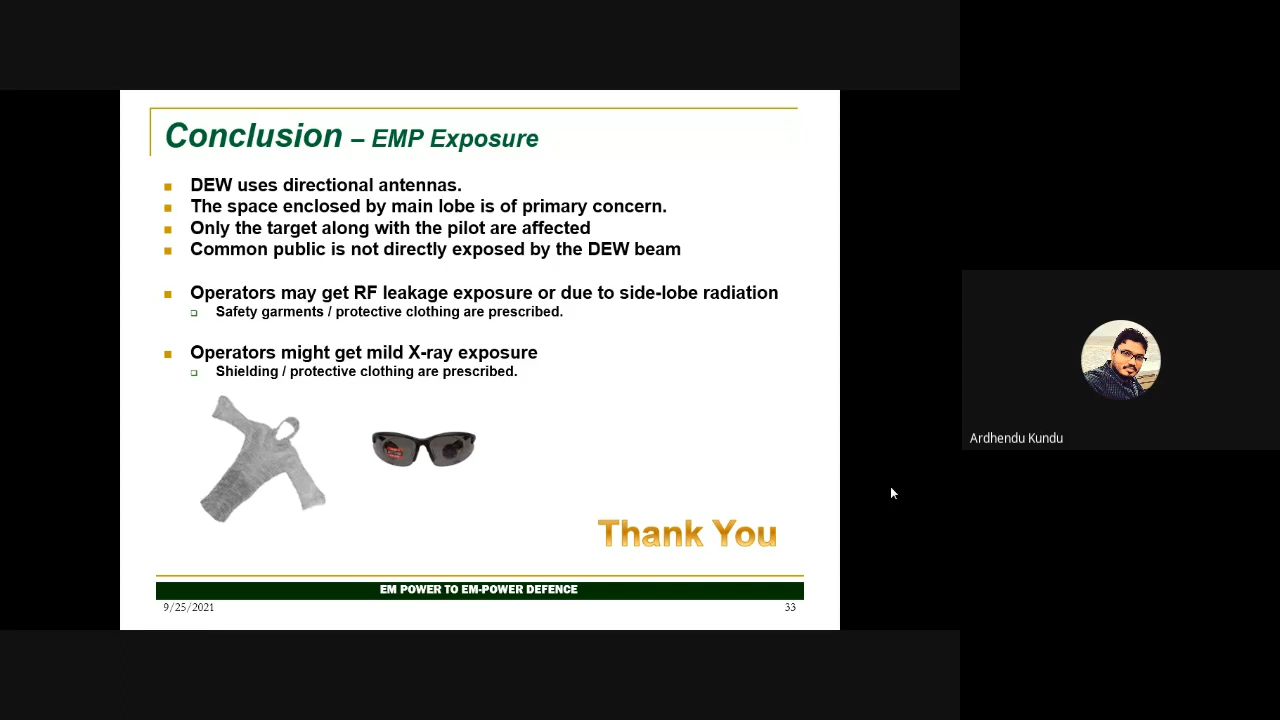 Conclusion – EMP Exposure
DEW uses directional antennas.
The space enclosed by main lobe is of primary concern.
Only the target along with the pilot are affected
Common public is not directly exposed by the DEW beam
Operators may get RF leakage exposure or due to side-lobe radiation
Safety garments / protective clothing are prescribed.
Operators might get mild X-ray exposure
Shielding / protective clothing are prescribed.
Thank You
EM POWER TO EM-POWER DEFENCE
9/25/2021
33
Ardhendu Kundu